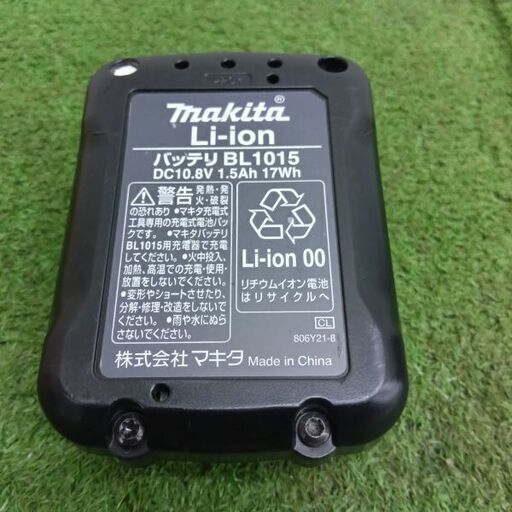 makita®
Li-ion
バッテリ BL1015
DC10.8V 1.5Ah 17Wh
⚠警告 発熱・発
火・破裂
の恐れあり ●マキタ充電式
工具専用の充電式電池パッ
クです。 ●マキタバッテリ
BL1015用充電器で充電
してください。●火中投入、
加熱、高温での充電・使用・
放置をしないでください。
●変形やショートさせたり、
分解・修理・改造をしないで
ください。 ●雨や水にぬら
さないでください。
Li-ion 00
リチウムイオン電池
はリサイクルへ
CL
806Y21-8
株式会社 マキタ Made in China